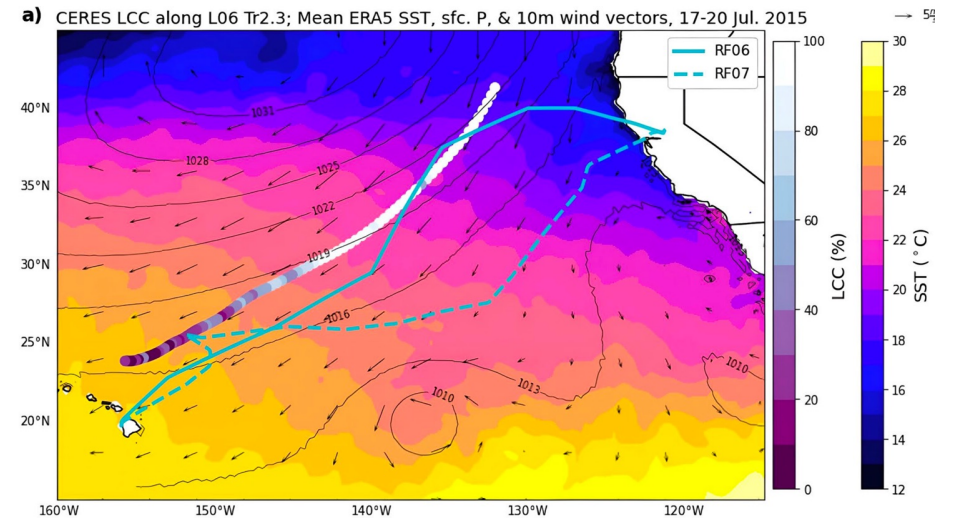 a) CERES LCC along L06 Tr2.3; Mean ERA5 SST, sfc. P, & 10m wind vectors, 17-20 Jul. 2015
RF06
RF07
40°N
35°N
30°N
25°N
20°N
160°W
150°W
140°W
130°W
120°W
1031
1028
1025
1022
1019
1016
1013
1010
1010
100
80
60
40
20
0
LCC (%)
30
28
26
24
22
20
18
16
14
12
SST (°C)